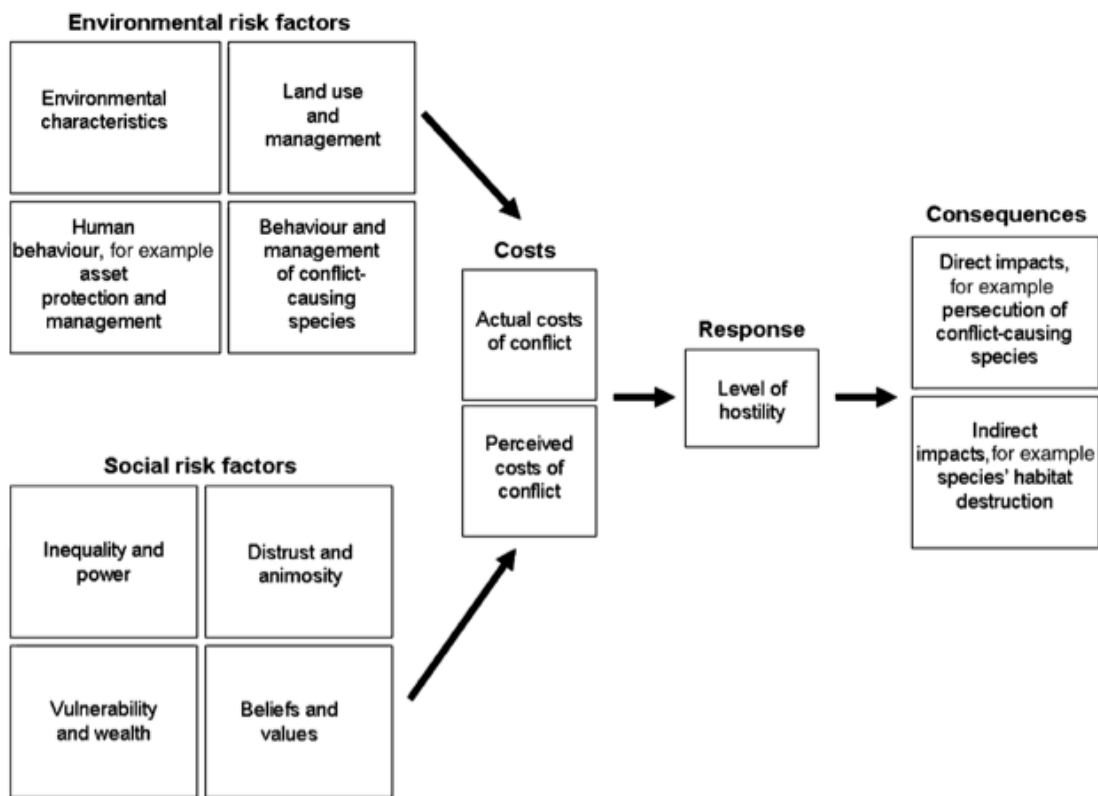 Environmental risk factors
Environmental
characteristics
Land use
and
management
Human
behaviour, for example
asset
protection and
management
Behaviour and
management
of conflict-
causing
species
Social risk factors
Inequality and
power
Distrust and
animosity
Vulnerability
and wealth
Beliefs and
values
Costs
Actual costs
of conflict
Perceived
costs of
conflict
Response
Level of
hostility
Consequences
Direct impacts,
for example
persecution of
conflict-causing
species
Indirect
impacts, for example
species' habitat
destruction